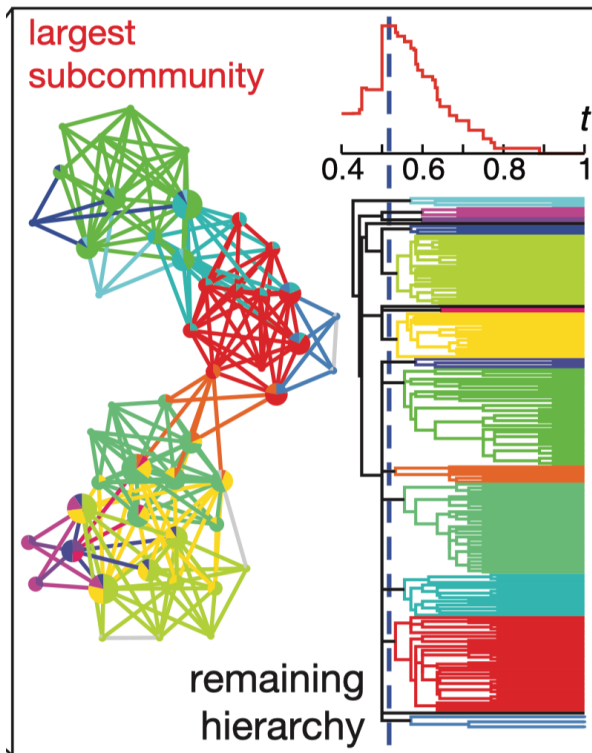 largest
subcommunity
t
0.4 0.6 0.8 1
remaining
hierarchy